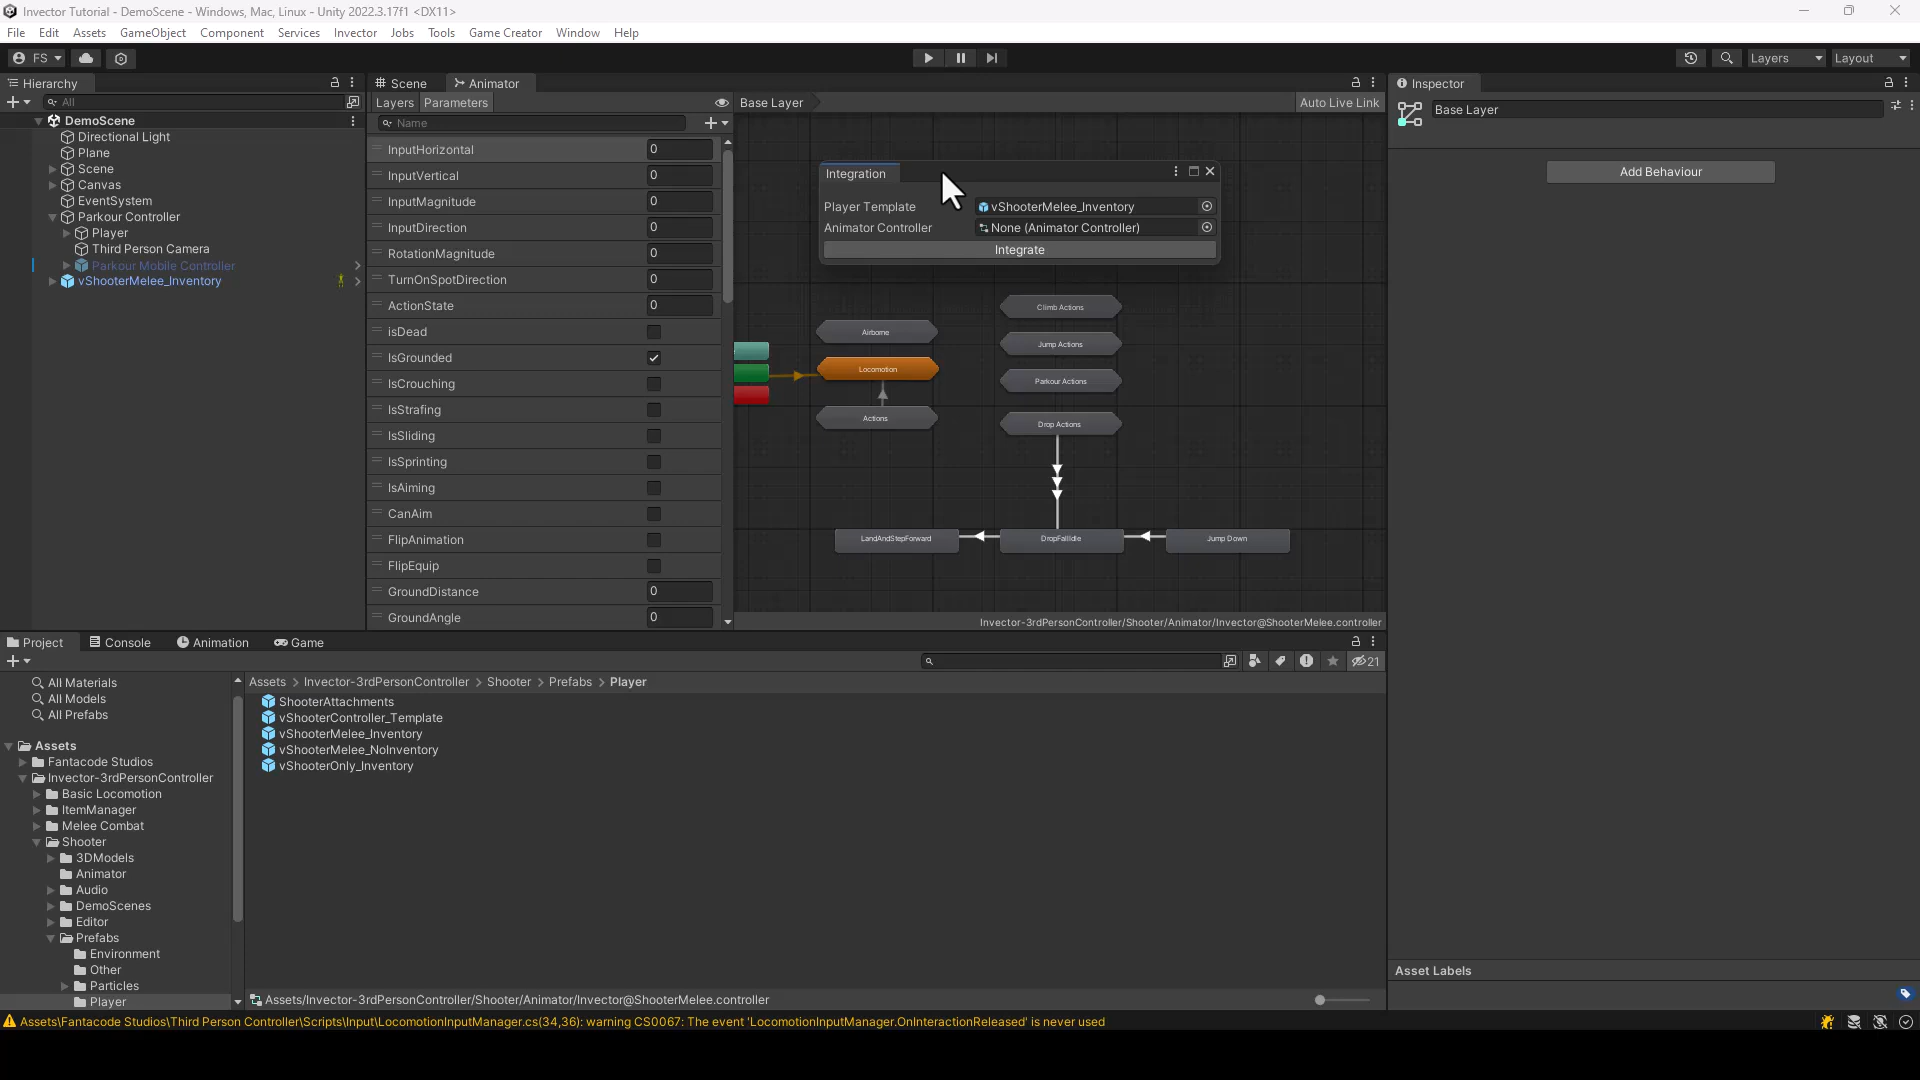 Invector Tutorial - DemoScene - Windows, Mac, Linux - Unity 2022.3.17f1 <DX11>
File Edit Assets GameObject Component Services Invector Jobs Tools Game Creator Window Help
FS
Layers Layout
Hierarchy
All
DemoScene
Directional Light
Plane
Scene
Canvas
EventSystem
Parkour Controller
Player
Third Person Camera
Parkour Mobile Controller
vShooterMelee_Inventory
Scene Animator
Layers Parameters
Base Layer
Auto Live Link
Name
InputHorizontal 0
InputVertical 0
InputMagnitude 0
InputDirection 0
RotationMagnitude 0
TurnOnSpotDirection 0
ActionState 0
isDead
IsGrounded
IsCrouching
IsStrafing
IsSliding
IsSprinting
IsAiming
CanAim
FlipAnimation
FlipEquip
GroundDistance 0
GroundAngle 0
Integration
Player Template vShooterMelee_Inventory
Animator Controller None (Animator Controller)
Integrate
Climb Actions
Airborne
Jump Actions
Locomotion
Parkour Actions
Actions
Drop Actions
LandAndStepForward
DropFallIdle
Jump Down
Invector-3rdPersonController/Shooter/Animator/Invector@ShooterMelee.controller
Inspector
Base Layer
Add Behaviour
Asset Labels
Project Console Animation Game
21
All Materials
All Models
All Prefabs
Assets
Fantacode Studios
Invector-3rdPersonController
Basic Locomotion
ItemManager
Melee Combat
Shooter
3DModels
Animator
Audio
DemoScenes
Editor
Prefabs
Environment
Other
Particles
Player
Assets > Invector-3rdPersonController > Shooter > Prefabs > Player
ShooterAttachments
vShooterController_Template
vShooterMelee_Inventory
vShooterMelee_NoInventory
vShooterOnly_Inventory
Assets/Invector-3rdPersonController/Shooter/Animator/Invector@ShooterMelee.controller
Assets\Fantacode Studios\Third Person Controller\Scripts\Input\LocomotionInputManager.cs(34,36): warning CS0067: The event 'LocomotionInputManager.OnInteractionReleased' is never used